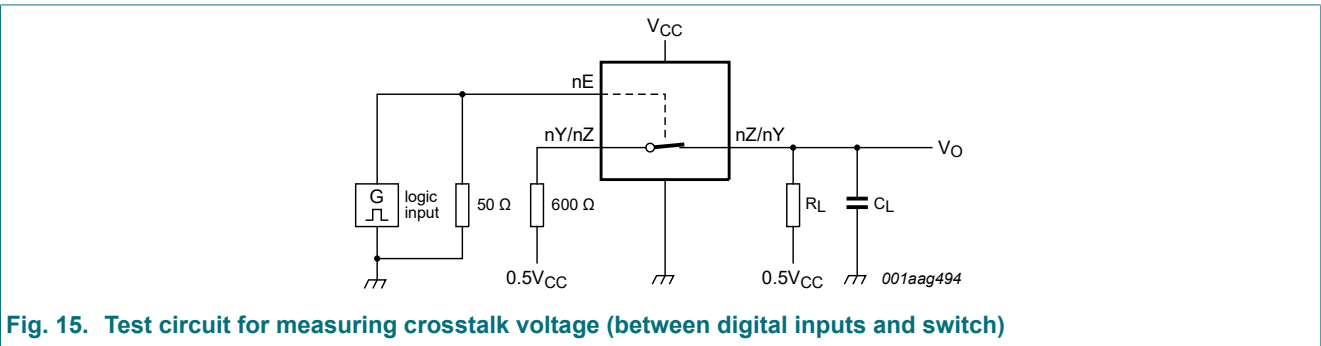 VCC
nE
nY/nZ
nZ/nY
VO
G
logic
input
50 Ω
600 Ω
RL
CL
0.5VCC
0.5VCC
001aag494
Fig. 15. Test circuit for measuring crosstalk voltage (between digital inputs and switch)